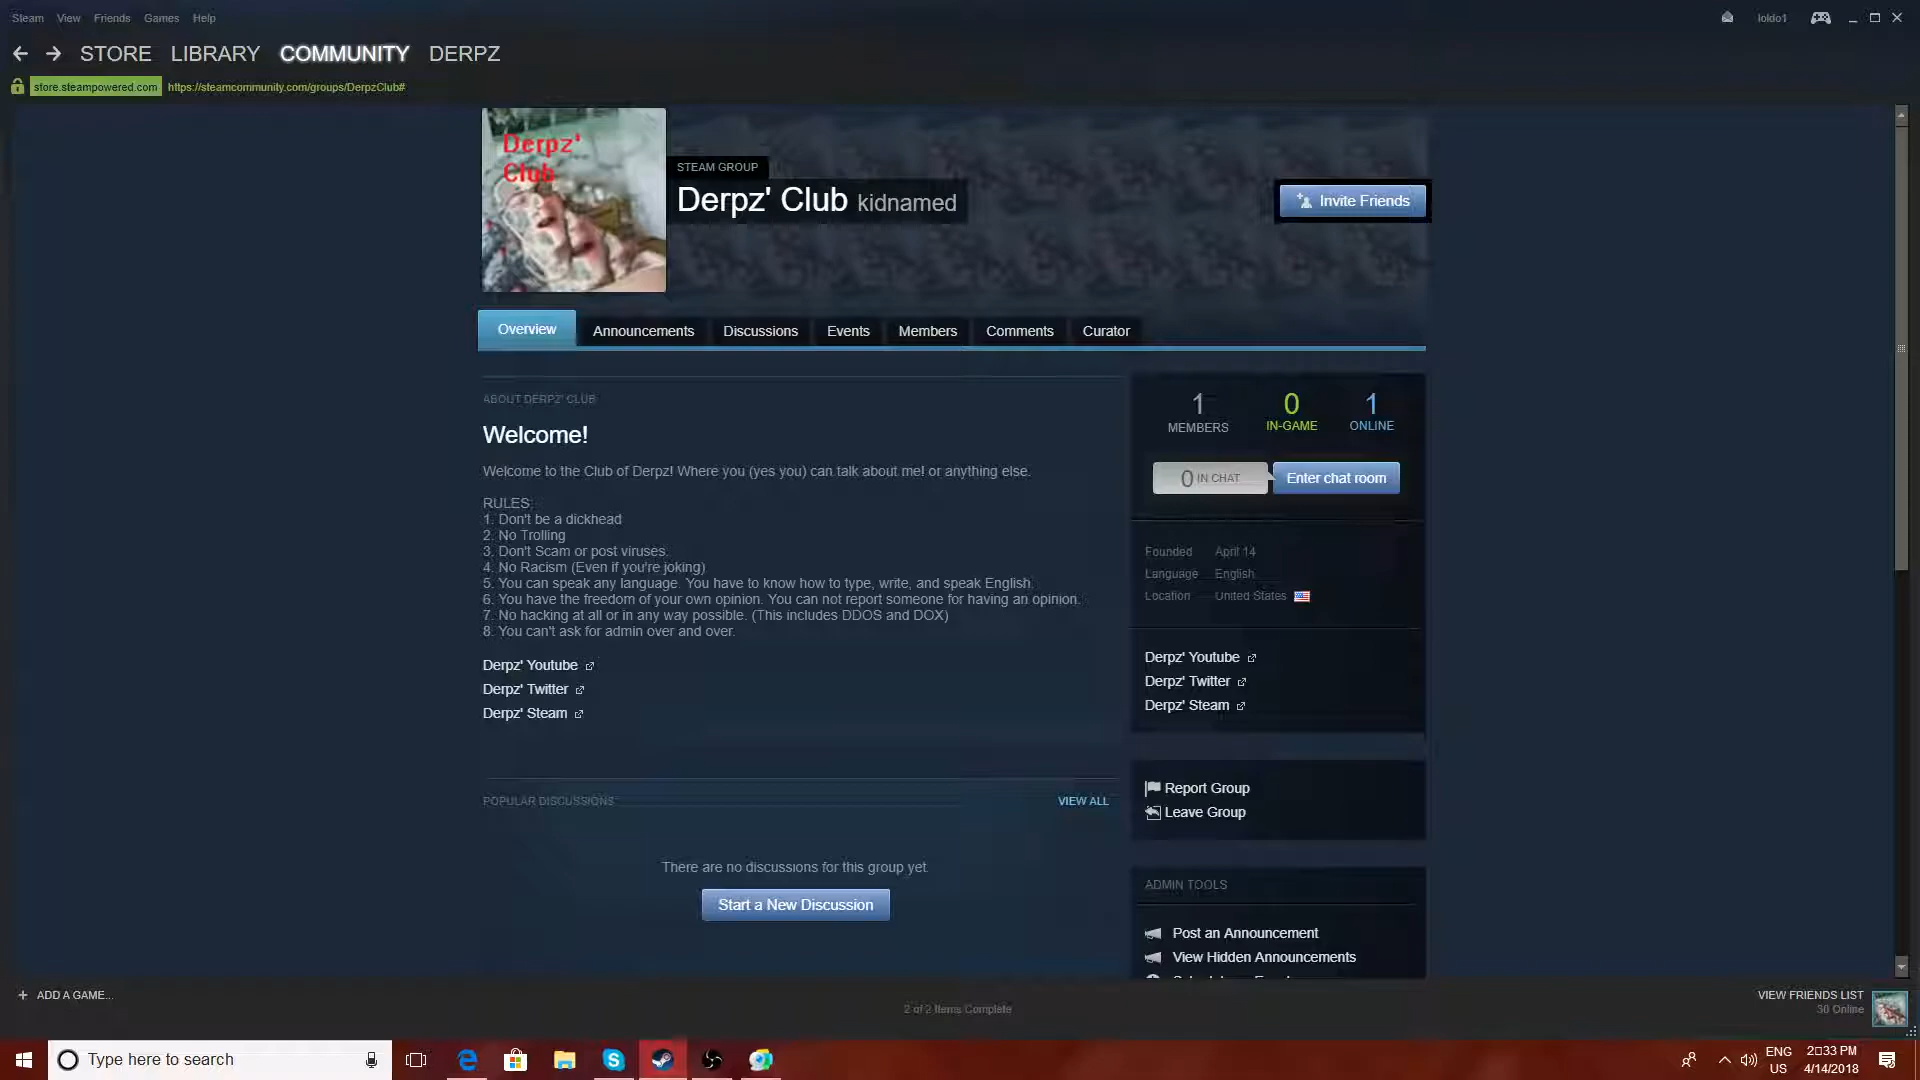 Steam View Friends Games Help
loldo1
STORE LIBRARY COMMUNITY DERPZ
store.steampowered.com https://steamcommunity.com/groups/DerpzClub#
Derpz'
Club
STEAM GROUP
Derpz' Club kidnamed
Invite Friends
Overview Announcements Discussions Events Members Comments Curator
ABOUT DERPZ' CLUB
Welcome!
Welcome to the Club of Derpz! Where you (yes you) can talk about me! or anything else.
RULES:
1. Don't be a dickhead
2. No Trolling
3. Don't Scam or post viruses.
4. No Racism (Even if you're joking)
5. You can speak any language. You have to know how to type, write, and speak English.
6. You have the freedom of your own opinion. You can not report someone for having an opinion.
7. No hacking at all or in any way possible. (This includes DDOS and DOX)
8. You can't ask for admin over and over.
Derpz' Youtube
Derpz' Twitter
Derpz' Steam
1 0 1
MEMBERS IN-GAME ONLINE
0 IN CHAT Enter chat room
Founded April 14
Language English
Location United States
Derpz' Youtube
Derpz' Twitter
Derpz' Steam
Report Group
Leave Group
POPULAR DISCUSSIONS VIEW ALL
There are no discussions for this group yet.
Start a New Discussion
ADMIN TOOLS
Post an Announcement
View Hidden Announcements
+ ADD A GAME...
2 of 2 Items Complete
VIEW FRIENDS LIST
30 Online
Type here to search
ENG
US
2:33 PM
4/14/2018